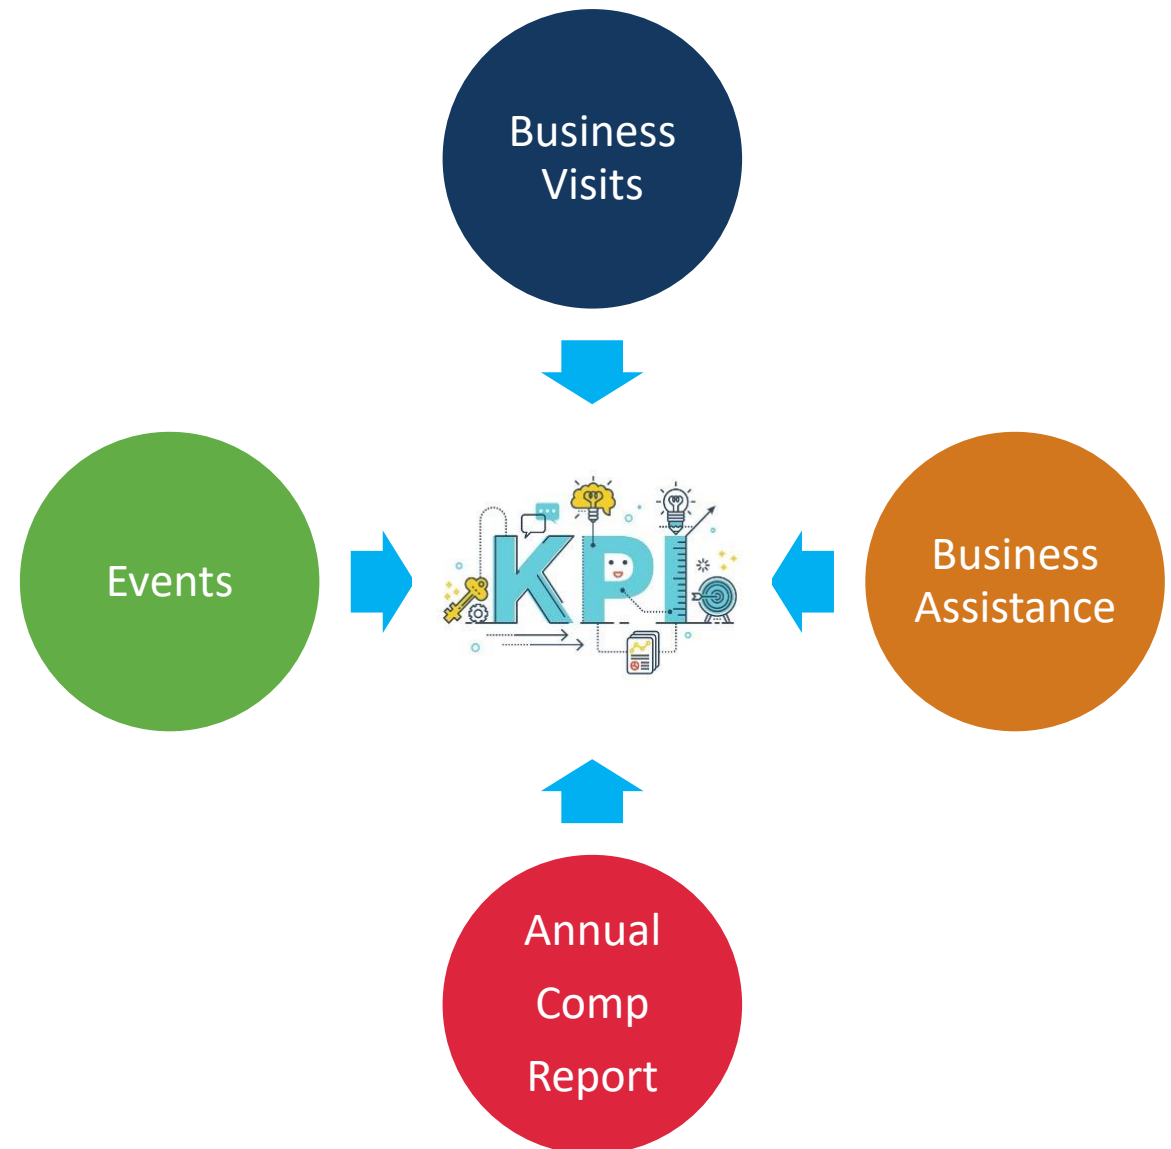 Business
Visits
Events
KPI
Business
Assistance
Annual
Comp
Report